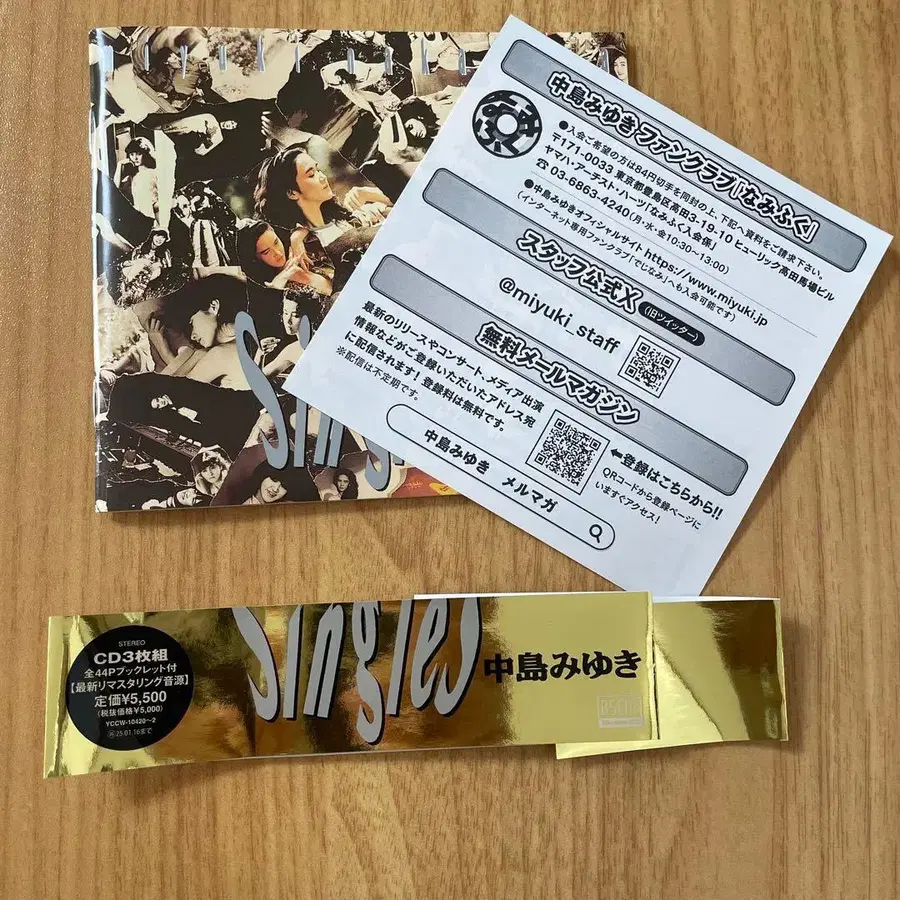 miyuki naka
Singl
中島みゆき ファンクラブ「なみふく」
●入会ご希望の方は84円切手を同封の上、下記へ資料をご請求下さい。
〒171-0033 東京都豊島区高田3-19-10 ヒューリック高田馬場ビル
ヤマハ・アーチスト・ハーツ「なみふく入会係」
☎ 03-6863-4240(月・水・金10:30〜13:00)
●中島みゆきオフィシャルサイト https://www.miyuki.jp
(インターネット専用ファンクラブ「でじなみ」へも入会可能です)
スタッフ公式X (旧ツイッター)
@miyuki_staff
無料メールマガジン
最新のリリースやコンサート、メディア出演
情報などがご登録いただいたアドレス宛
に配信されます! 登録料は無料です。
※配信は不定期です。
←登録はこちらから!!
QRコードから登録ページに
いますぐアクセス!
中島みゆき メルマガ
Singles
中島みゆき
STEREO
CD3枚組
全44Pブックレット付
【最新リマスタリング音源】
定価¥5,500
(税抜価格¥5,000)
YCCW-10420〜2
25.01.16まで